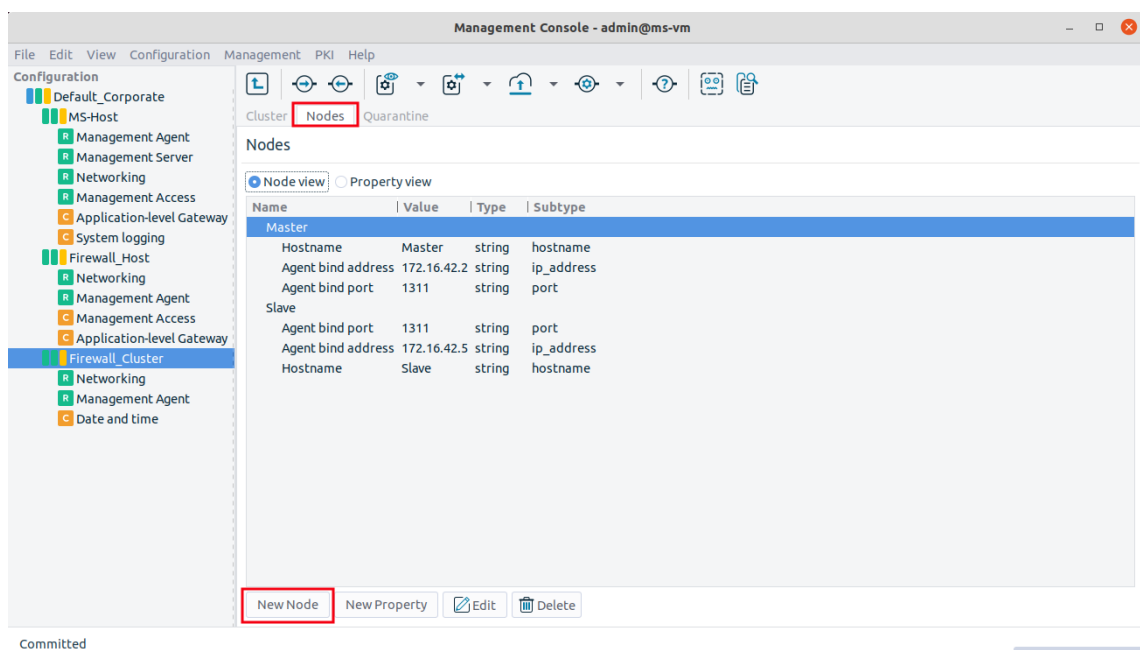 Management Console - admin@ms-vm
File Edit View Configuration Management PKI Help
Configuration
Default_Corporate
MS-Host
R Management Agent
R Management Server
R Networking
R Management Access
C Application-level Gateway
C System logging
Firewall_Host
R Networking
R Management Agent
C Management Access
C Application-level Gateway
Firewall_Cluster
R Networking
R Management Agent
C Date and time
Cluster Nodes Quarantine
Nodes
Node view Property view
Name Value Type Subtype
Master
Hostname Master string hostname
Agent bind address 172.16.42.2 string ip_address
Agent bind port 1311 string port
Slave
Agent bind port 1311 string port
Agent bind address 172.16.42.5 string ip_address
Hostname Slave string hostname
New Node New Property Edit Delete
Committed